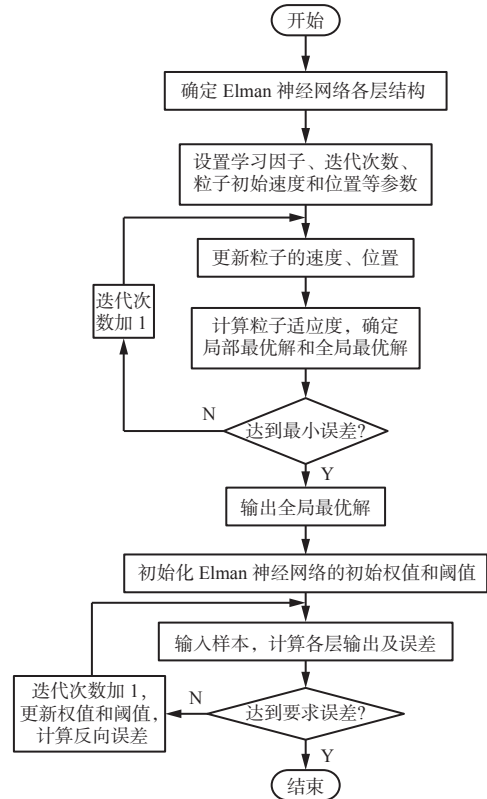 开始
确定 Elman 神经网络各层结构
设置学习因子、迭代次数、
粒子初始速度和位置等参数
更新粒子的速度、位置
迭代次
数加 1
计算粒子适应度，确定
局部最优解和全局最优解
N
达到最小误差?
Y
输出全局最优解
初始化 Elman 神经网络的初始权值和阈值
输入样本，计算各层输出及误差
迭代次数加 1，
更新权值和阈值，
计算反向误差
N
达到要求误差?
Y
结束